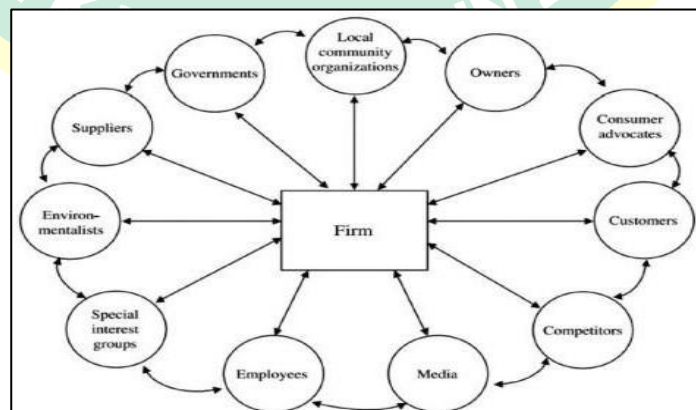 Local
community
organizations
Governments
Owners
Suppliers
Consumer
advocates
Environ-
mentalists
Firm
Customers
Special
interest
groups
Competitors
Employees
Media